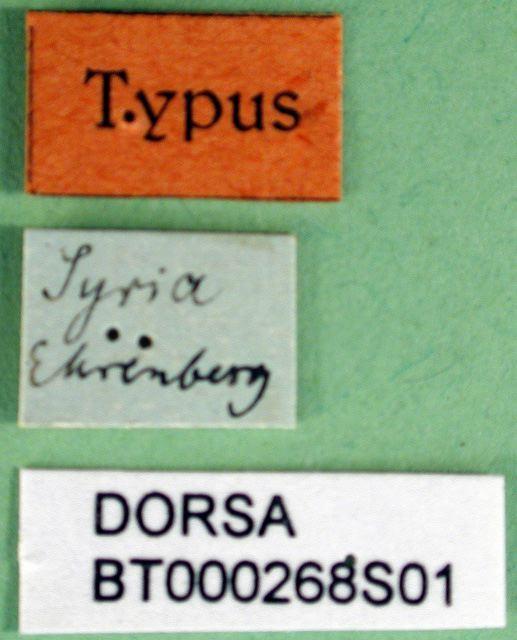 Typus
Syria
Ehrenberg
DORSA
BT000268S01